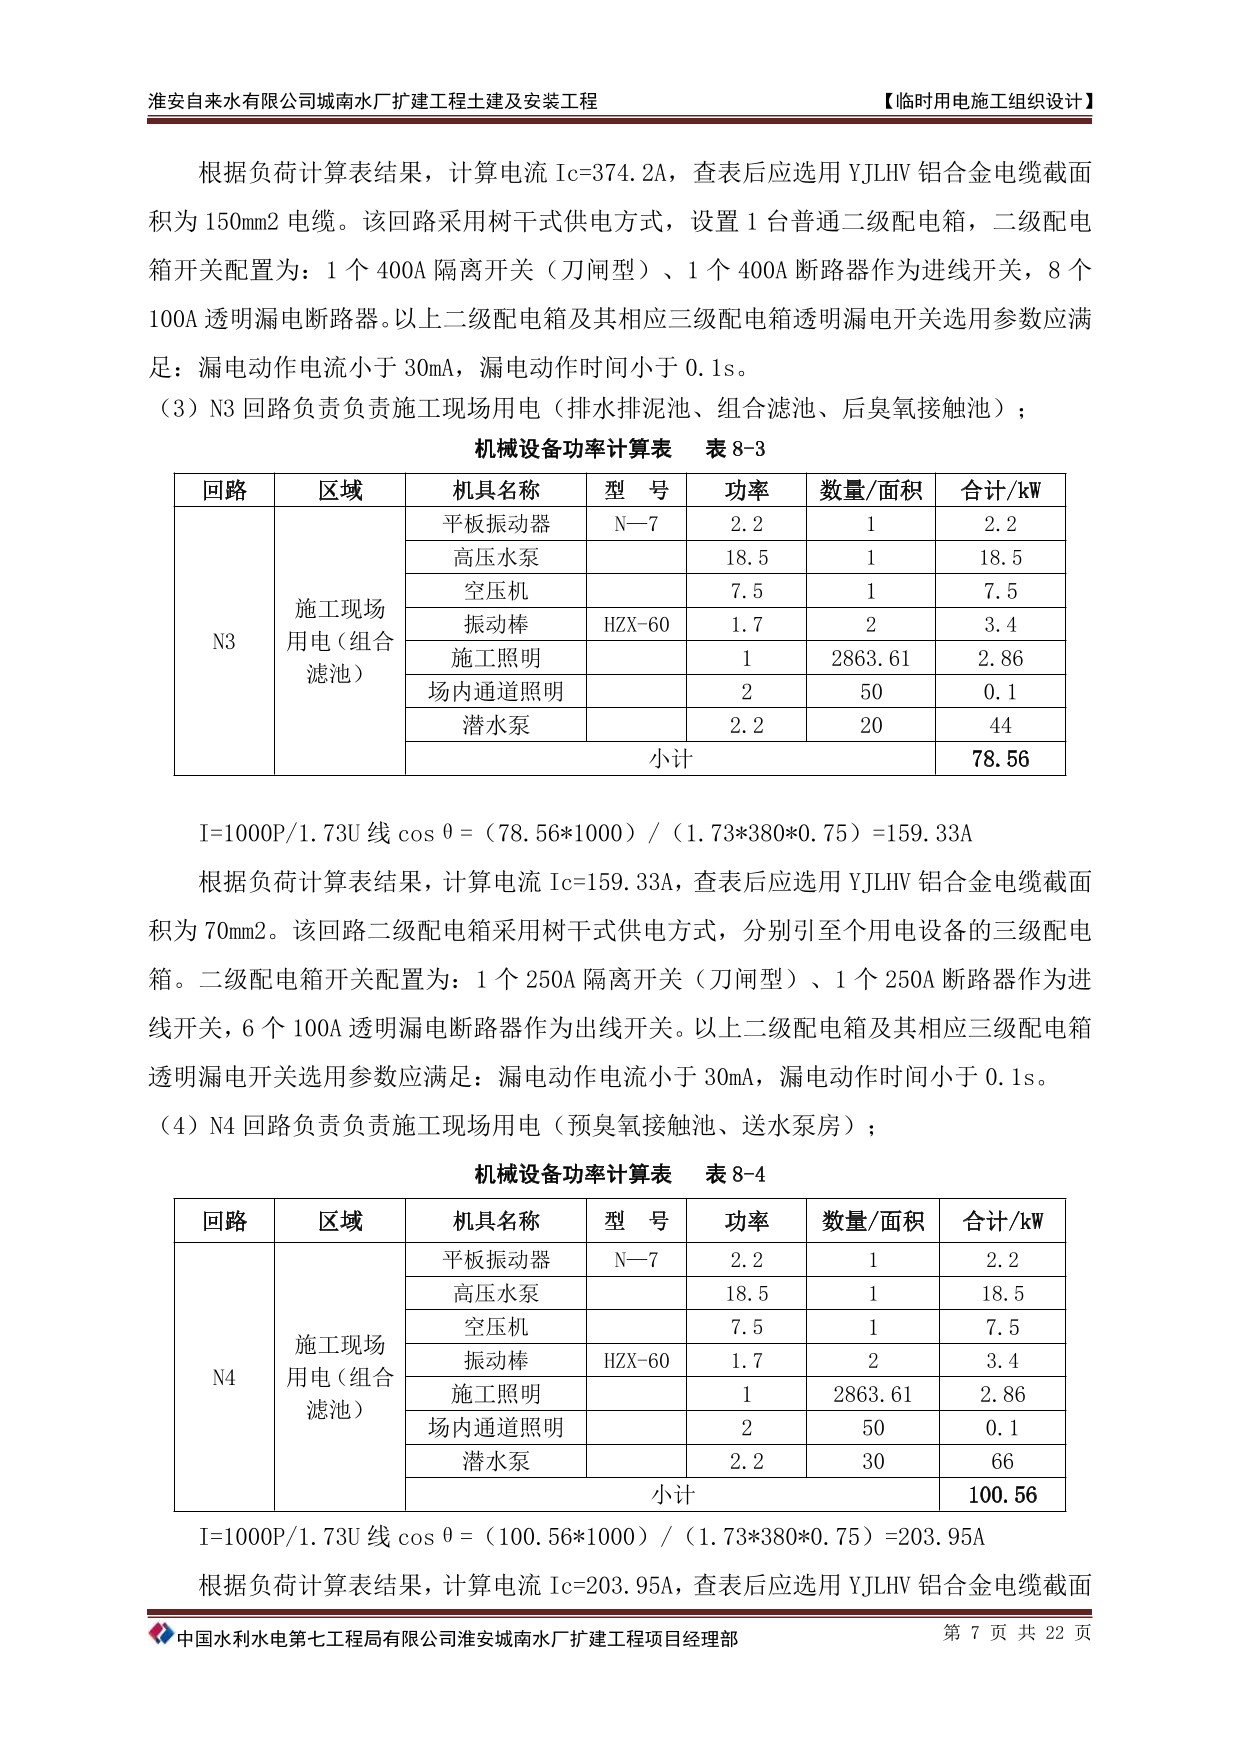 淮安自来水有限公司城南水厂扩建工程土建及安装工程 【临时用电施工组织设计】
根据负荷计算表结果，计算电流 Ic=374.2A，查表后应选用 YJLHV 铝合金电缆截面
积为 150mm2 电缆。该回路采用树干式供电方式，设置 1 台普通二级配电箱，二级配电
箱开关配置为：1 个 400A 隔离开关（刀闸型）、1 个 400A 断路器作为进线开关，8 个
100A 透明漏电断路器。以上二级配电箱及其相应三级配电箱透明漏电开关选用参数应满
足：漏电动作电流小于 30mA，漏电动作时间小于 0.1s。
（3）N3 回路负责负责施工现场用电（排水排泥池、组合滤池、后臭氧接触池）；
机械设备功率计算表 表 8-3
回路 区域 机具名称 型 号 功率 数量/面积 合计/kW
平板振动器 N—7 2.2 1 2.2
高压水泵 18.5 1 18.5
空压机 7.5 1 7.5
振动棒 HZX-60 1.7 2 3.4
施工照明 1 2863.61 2.86
场内通道照明 2 50 0.1
潜水泵 2.2 20 44
小计 78.56
N3
施工现场
用电（组合
滤池）
I=1000P/1.73U 线 cosθ=（78.56*1000）/（1.73*380*0.75）=159.33A
根据负荷计算表结果，计算电流 Ic=159.33A，查表后应选用 YJLHV 铝合金电缆截面
积为 70mm2。该回路二级配电箱采用树干式供电方式，分别引至个用电设备的三级配电
箱。二级配电箱开关配置为：1 个 250A 隔离开关（刀闸型）、1 个 250A 断路器作为进
线开关，6 个 100A 透明漏电断路器作为出线开关。以上二级配电箱及其相应三级配电箱
透明漏电开关选用参数应满足：漏电动作电流小于 30mA，漏电动作时间小于 0.1s。
（4）N4 回路负责负责施工现场用电（预臭氧接触池、送水泵房）；
机械设备功率计算表 表 8-4
回路 区域 机具名称 型 号 功率 数量/面积 合计/kW
平板振动器 N—7 2.2 1 2.2
高压水泵 18.5 1 18.5
空压机 7.5 1 7.5
振动棒 HZX-60 1.7 2 3.4
施工照明 1 2863.61 2.86
场内通道照明 2 50 0.1
潜水泵 2.2 30 66
小计 100.56
N4
施工现场
用电（组合
滤池）
I=1000P/1.73U 线 cosθ=（100.56*1000）/（1.73*380*0.75）=203.95A
根据负荷计算表结果，计算电流 Ic=203.95A，查表后应选用 YJLHV 铝合金电缆截面
中国水利水电第七工程局有限公司淮安城南水厂扩建工程项目经理部 第 7 页 共 22 页